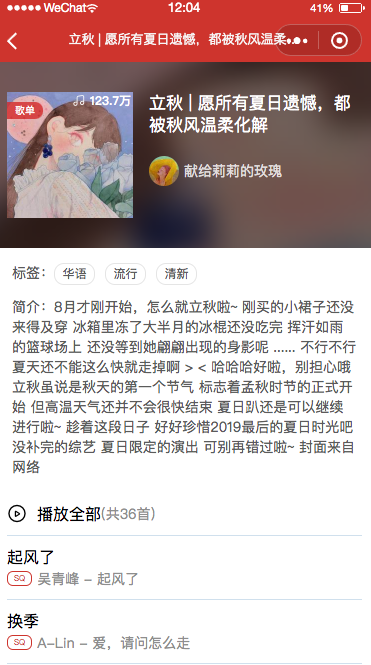 WeChat 12:04 41%
立秋 | 愿所有夏日遗憾，都被秋风温柔...
歌单 123.7万
立秋 | 愿所有夏日遗憾，都
被秋风温柔化解
献给莉莉的玫瑰
标签： 华语 流行 清新
简介：8月才刚开始，怎么就立秋啦~ 刚买的小裙子还没
来得及穿 冰箱里冻了大半月的冰棍还没吃完 挥汗如雨
的篮球场上 还没等到她翩翩出现的身影呢 ...... 不行不行
夏天还不能这么快就走掉啊 > < 哈哈哈好啦，别担心哦
立秋虽说是秋天的第一个节气 标志着孟秋时节的正式开
始 但高温天气还并不会很快结束 夏日趴还是可以继续
进行啦~ 趁着这段日子 好好珍惜2019最后的夏日时光吧
没补完的综艺 夏日限定的演出 可别再错过啦~ 封面来自
网络
播放全部(共36首)
起风了
SQ 吴青峰 - 起风了
换季
SQ A-Lin - 爱，请问怎么走